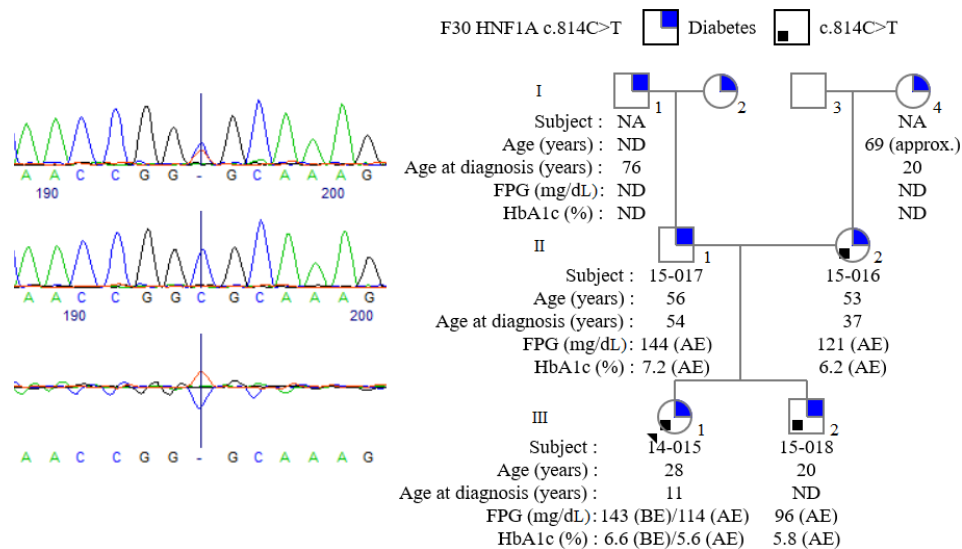 F30 HNF1A c.814C>T Diabetes c.814C>T
I
1 2 3 4
Subject : NA NA
Age (years) : ND 69 (approx.)
Age at diagnosis (years) : 76 20
FPG (mg/dL): ND ND
HbA1c (%) : ND ND
A A C C G G - G C A A A G
190 200
II
1 2
Subject : 15-017 15-016
Age (years) : 56 53
Age at diagnosis (years) : 54 37
FPG (mg/dL) : 144 (AE) 121 (AE)
HbA1c (%) : 7.2 (AE) 6.2 (AE)
A A C C G G C G C A A A G
190 200
III
1 2
Subject : 14-015 15-018
Age (years) : 28 20
Age at diagnosis (years) : 11 ND
FPG (mg/dL) : 143 (BE)/114 (AE) 96 (AE)
HbA1c (%) : 6.6 (BE)/5.6 (AE) 5.8 (AE)
A A C C G G - G C A A A G